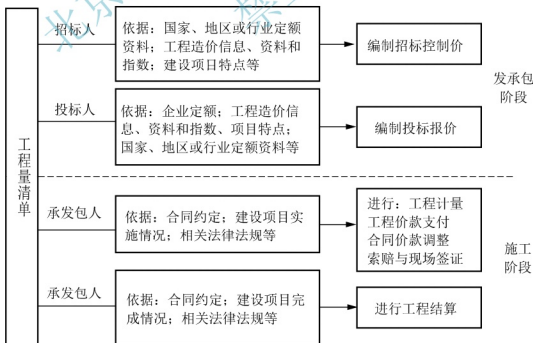 招标人
依据：国家、地区或行业定额
资料；工程造价信息、资料和
指数；建设项目特点等
编制招标控制价
发承包
阶段
投标人
依据：企业定额；工程造价信
息、资料和指数、项目特点；
国家、地区或行业定额资料等
编制投标报价
工程量清单
承发包人
依据：合同约定；建设项目实
施情况；相关法律法规等
进行：工程计量
工程价款支付
合同价款调整
索赔与现场签证
施工
阶段
承发包人
依据：合同约定；建设项目完
成情况；相关法律法规等
进行工程结算